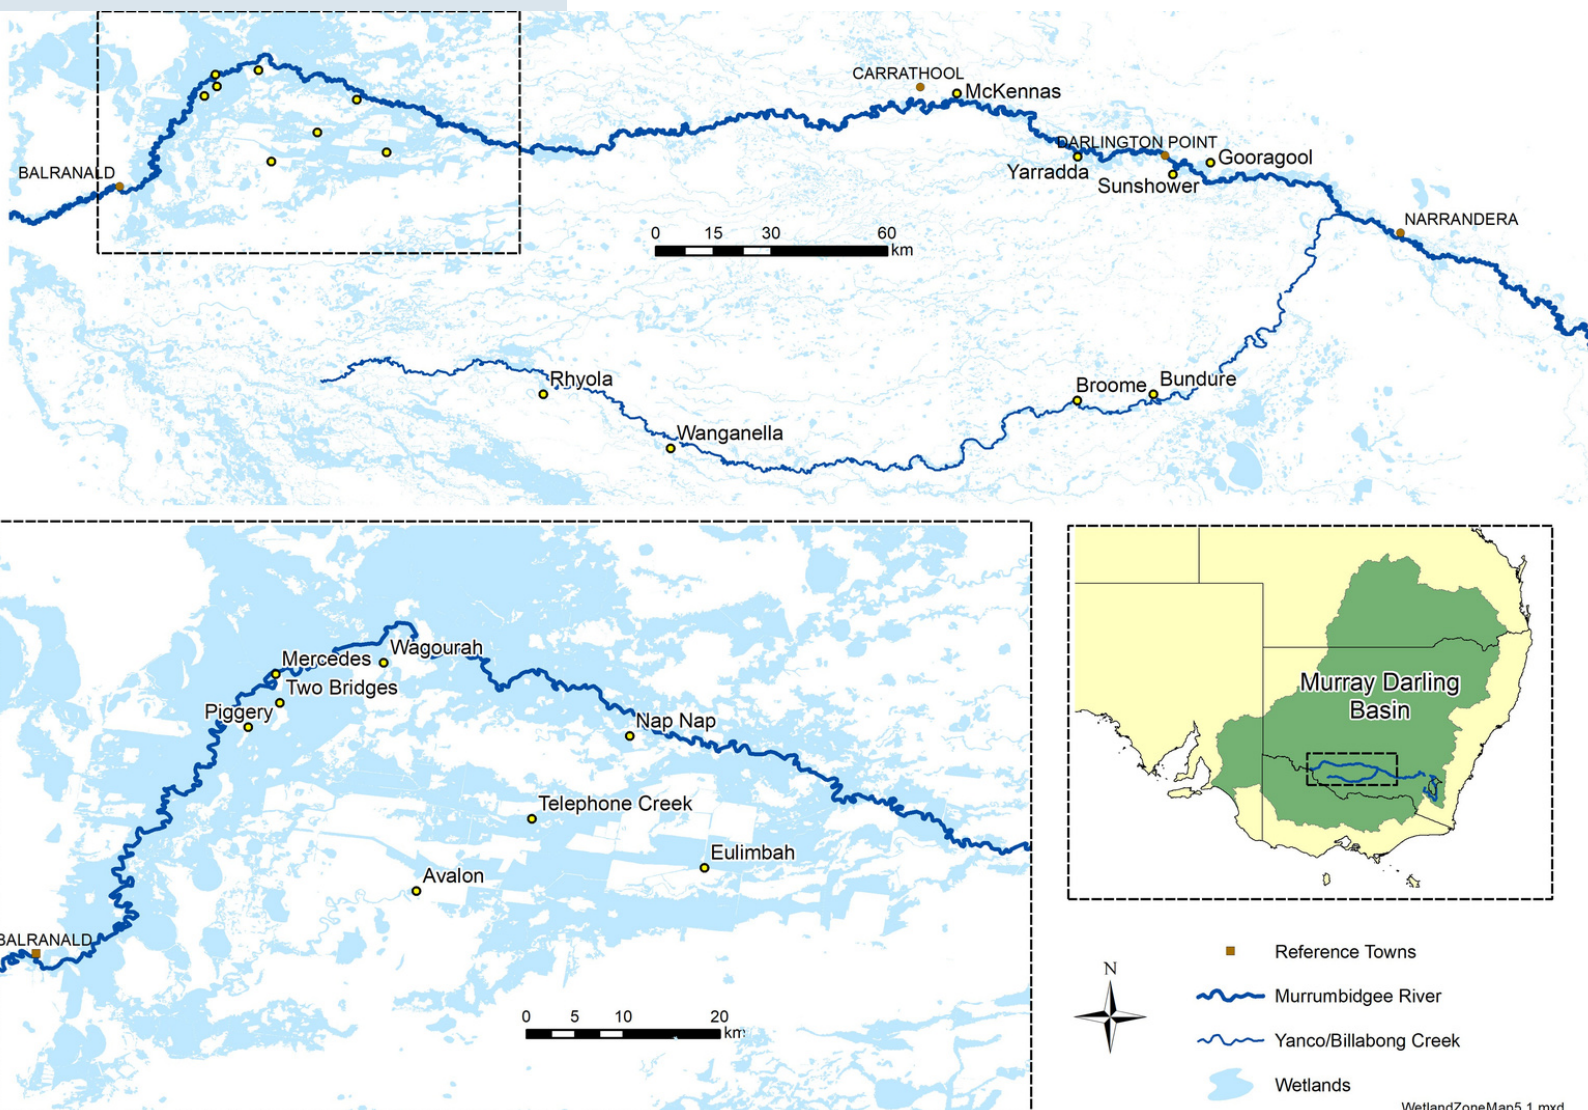 CARRATHOOL
McKennas
DARLINGTON POINT
Gooragool
Yarradda
Sunshower
BALRANALD
NARRANDERA
0 15 30 60
km
Rhyola
Broome
Bundure
Wanganella
Mercedes
Wagourah
Two Bridges
Piggery
Nap Nap
Telephone Creek
Eulimbah
Avalon
BALRANALD
0 5 10 20
km
Murray Darling
Basin
N
Reference Towns
Murrumbidgee River
Yanco/Billabong Creek
Wetlands
WetlandZoneMap5 1.mxd